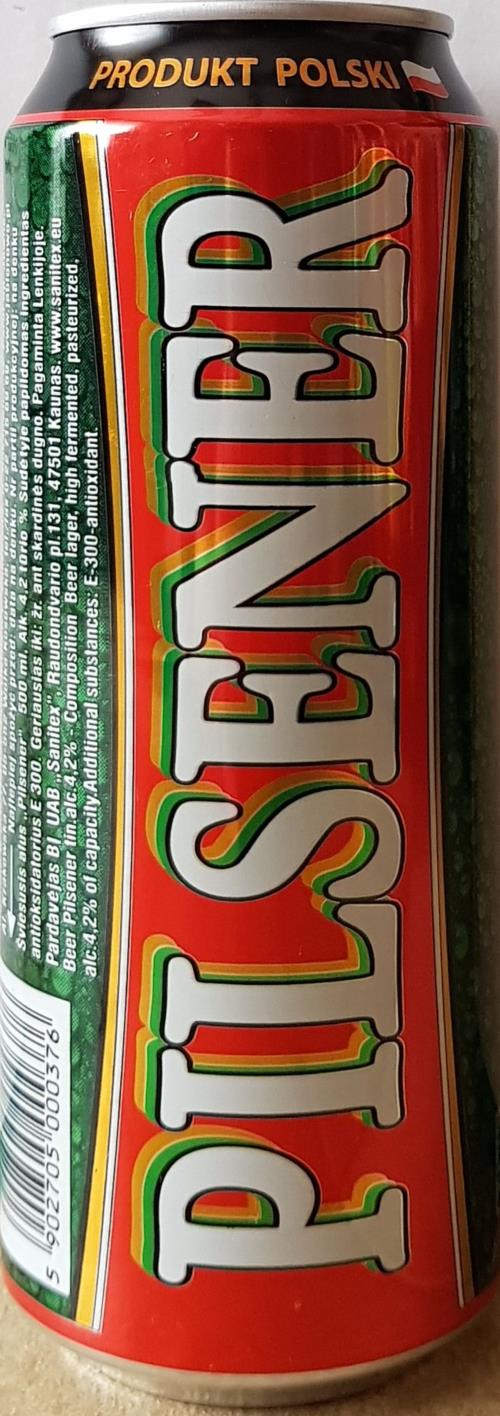 PRODUKT POLSKI
PILSENER
Šviesusis alus „Pilsener" 500 ml. Alk. 4,2 tūrio % Sudėtyje papildomas ingredientas
antioksidatorius E 300. Geriausias iki: žr. ant skardinės dugno. Pagaminta Lenkijoje.
Pardavėjas BĮ UAB „Sanitex", Raudondvario pl.131, 47501 Kaunas. www.sanitex.eu
Beer Pilsener in alc.4,2% - Composition: Beer lager, high fermented, pasteurized.
alc.4.2% of capacity.Additional substances: E-300-antioxidant.
5 902705 000376